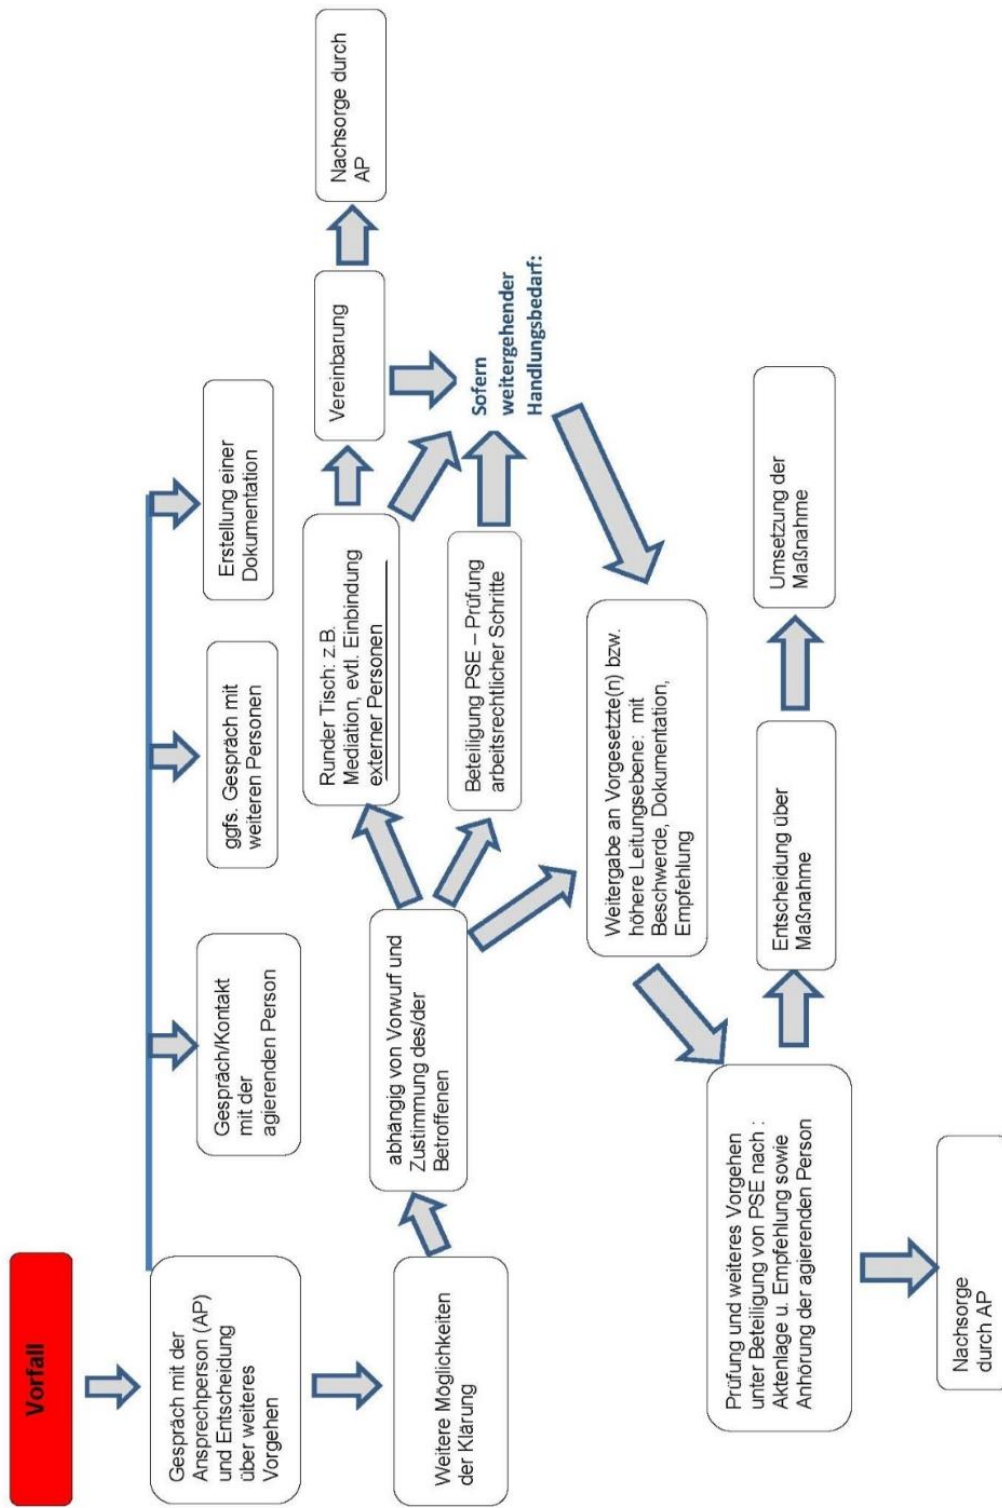 Vorfall
Gespräch mit der
Ansprechperson (AP)
und Entscheidung
über weiteres
Vorgehen
Gespräch/Kontakt
mit der
agierenden Person
ggfs. Gespräch mit
weiteren Personen
Erstellung einer
Dokumentation
Weitere Möglichkeiten
der Klärung
abhängig von Vorwurf und
Zustimmung des/der
Betroffenen
Runder Tisch: z.B.
Mediation, evtl. Einbindung
externer Personen
Vereinbarung
Nachsorge durch
AP
Beteiligung PSE – Prüfung
arbeitsrechtlicher Schritte
Sofern
weitergehender
Handlungsbedarf:
Weitergabe an Vorgesetzte(n) bzw.
höhere Leitungsebene: mit
Beschwerde, Dokumentation,
Empfehlung
Prüfung und weiteres Vorgehen
unter Beteiligung von PSE nach :
Aktenlage u. Empfehlung sowie
Anhörung der agierenden Person
Entscheidung über
Maßnahme
Umsetzung der
Maßnahme
Nachsorge
durch AP